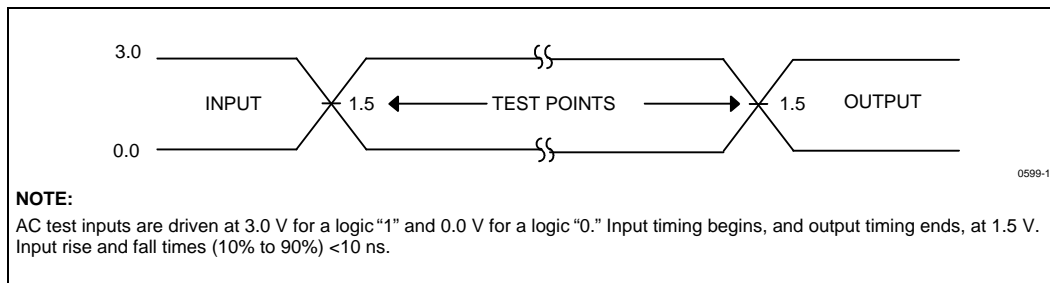 3.0
INPUT 1.5 TEST POINTS 1.5 OUTPUT
0.0
0599-1
NOTE:
AC test inputs are driven at 3.0 V for a logic “1” and 0.0 V for a logic “0.” Input timing begins, and output timing ends, at 1.5 V.
Input rise and fall times (10% to 90%) <10 ns.